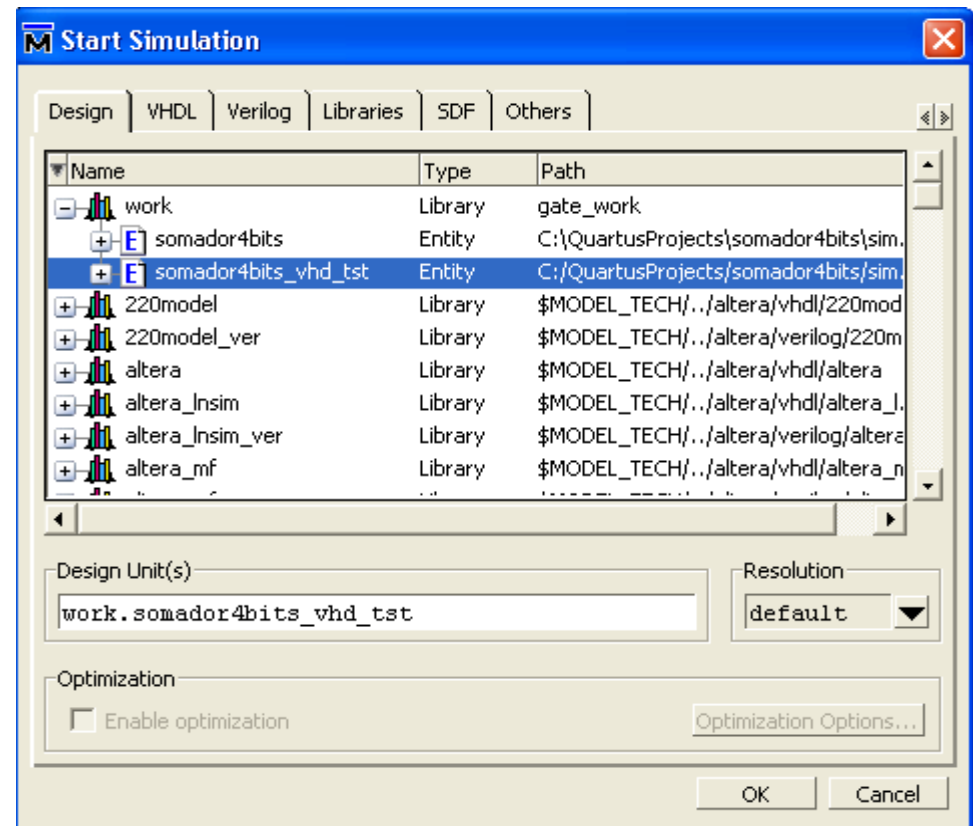 Start Simulation
Design VHDL Verilog Libraries SDF Others
Name Type Path
work Library gate_work
somador4bits Entity C:\QuartusProjects\somador4bits\sim.
somador4bits_vhd_tst Entity C:/QuartusProjects/somador4bits/sim.
220model Library $MODEL_TECH/../altera/vhdl/220mod
220model_ver Library $MODEL_TECH/../altera/verilog/220m
altera Library $MODEL_TECH/../altera/vhdl/altera
altera_lnsim Library $MODEL_TECH/../altera/vhdl/altera_l.
altera_lnsim_ver Library $MODEL_TECH/../altera/verilog/altera
altera_mf Library $MODEL_TECH/../altera/vhdl/altera_m
Design Unit(s) Resolution
work.somador4bits_vhd_tst default
Optimization
Enable optimization Optimization Options...
OK Cancel